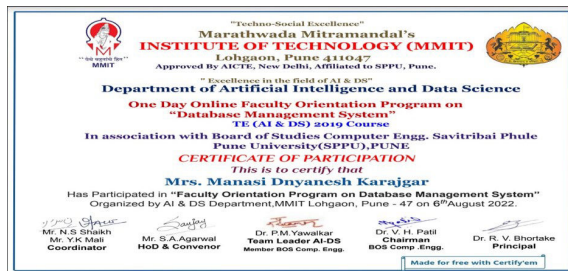 "Techno-Social Excellence"
Marathwada Mitramandal's
INSTITUTE OF TECHNOLOGY (MMIT)
Lohgaon, Pune 411047
Approved By AICTE, New Delhi, Affiliated to SPPU, Pune.
MMIT
" Excellence in the field of AI & DS"
Department of Artificial Intelligence and Data Science
One Day Online Faculty Orientation Program on
"Database Management System"
TE (AI & DS) 2019 Course
In association with Board of Studies Computer Engg. Savitribai Phule
Pune University(SPPU),PUNE
CERTIFICATE OF PARTICIPATION
This is to certify that
Mrs. Manasi Dnyanesh Karajgar
Has Participated in "Faculty Orientation Program on Database Management System"
Organized by AI & DS Department,MMIT Lohgaon, Pune - 47 on 6th August 2022.
Mr. N.S Shaikh
Mr. Y.K Mali
Coordinator
Mr. S.A.Agarwal
HoD & Convenor
Dr. P.M.Yawalkar
Team Leader AI-DS
Member BOS Comp. Engg.
Dr. V. H. Patil
Chairman
BOS Comp .Engg.
Dr. R. V. Bhortake
Principal
Made for free with Certify'em